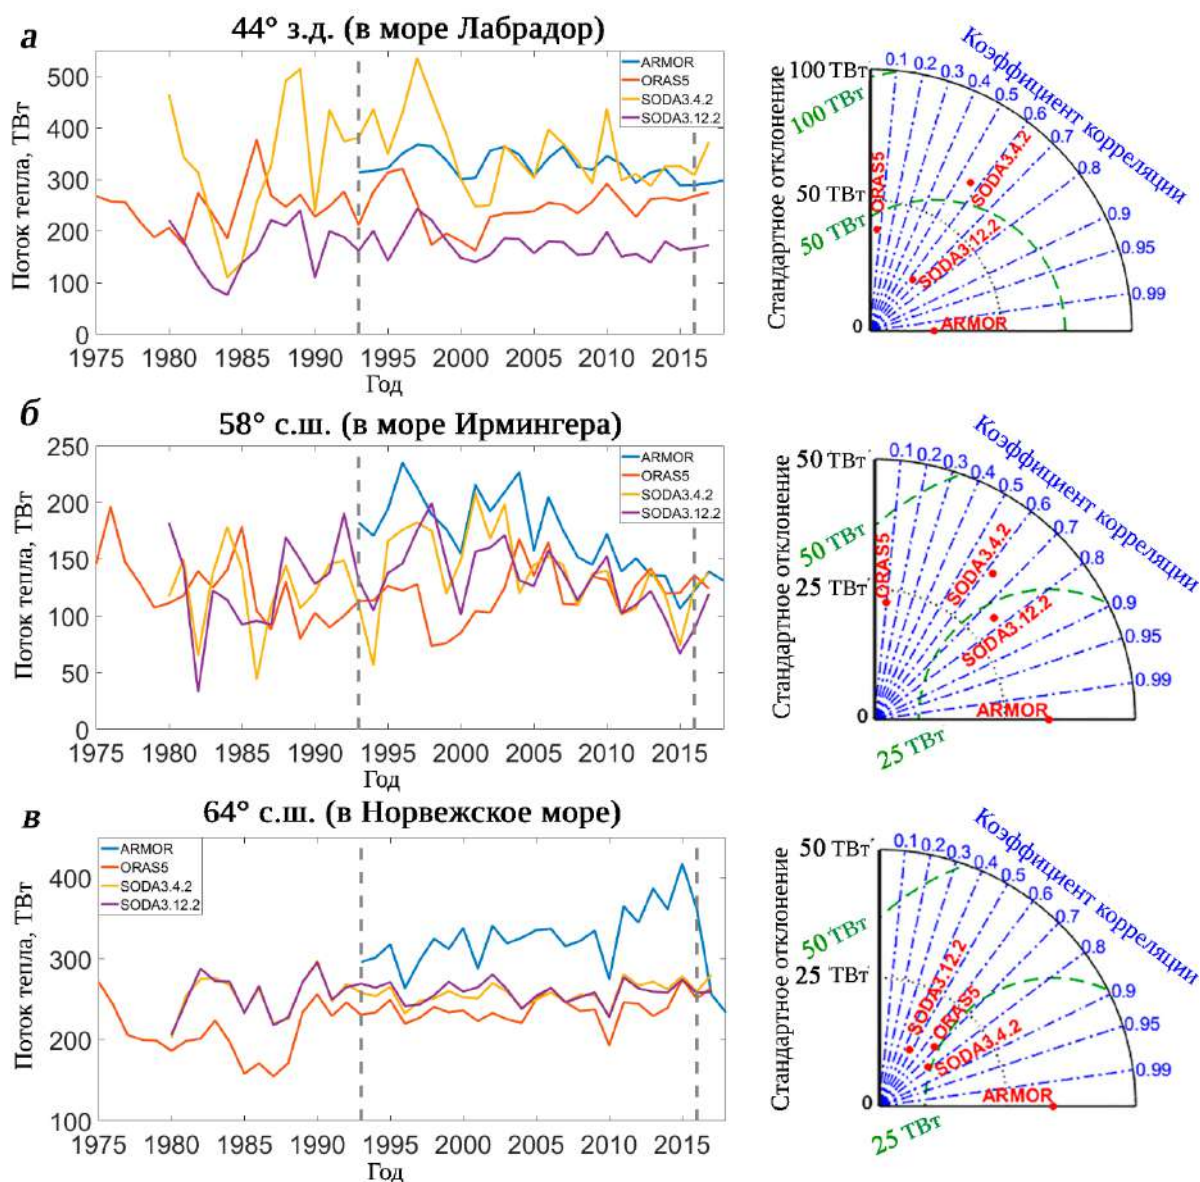 а
44° з.д. (в море Лабрадор)
Поток тепла, ТВт
500
400
300
200
100
0
1975 1980 1985 1990 1995 2000 2005 2010 2015
Год
ARMOR
ORAS5
SODA3.4.2
SODA3.12.2
Стандартное отклонение
100 ТВт
50 ТВт
0
100 ТВт
50 ТВт
Коэффициент корреляции
0.1 0.2 0.3 0.4 0.5 0.6 0.7 0.8 0.9 0.95 0.99
ORAS5
SODA3.4.2
SODA3.12.2
ARMOR
б
58° с.ш. (в море Ирмингера)
Поток тепла, ТВт
250
200
150
100
50
0
1975 1980 1985 1990 1995 2000 2005 2010 2015
Год
ARMOR
ORAS5
SODA3.4.2
SODA3.12.2
Стандартное отклонение
50 ТВт
25 ТВт
0
50 ТВт
25 ТВт
Коэффициент корреляции
0.1 0.2 0.3 0.4 0.5 0.6 0.7 0.8 0.9 0.95 0.99
ORAS5
SODA3.4.2
SODA3.12.2
ARMOR
в
64° с.ш. (в Норвежское море)
Поток тепла, ТВт
400
300
200
100
1975 1980 1985 1990 1995 2000 2005 2010 2015
Год
ARMOR
ORAS5
SODA3.4.2
SODA3.12.2
Стандартное отклонение
50 ТВт
25 ТВт
0
50 ТВт
25 ТВт
Коэффициент корреляции
0.1 0.2 0.3 0.4 0.5 0.6 0.7 0.8 0.9 0.95 0.99
SODA3.12.2
ORAS5
SODA3.4.2
ARMOR